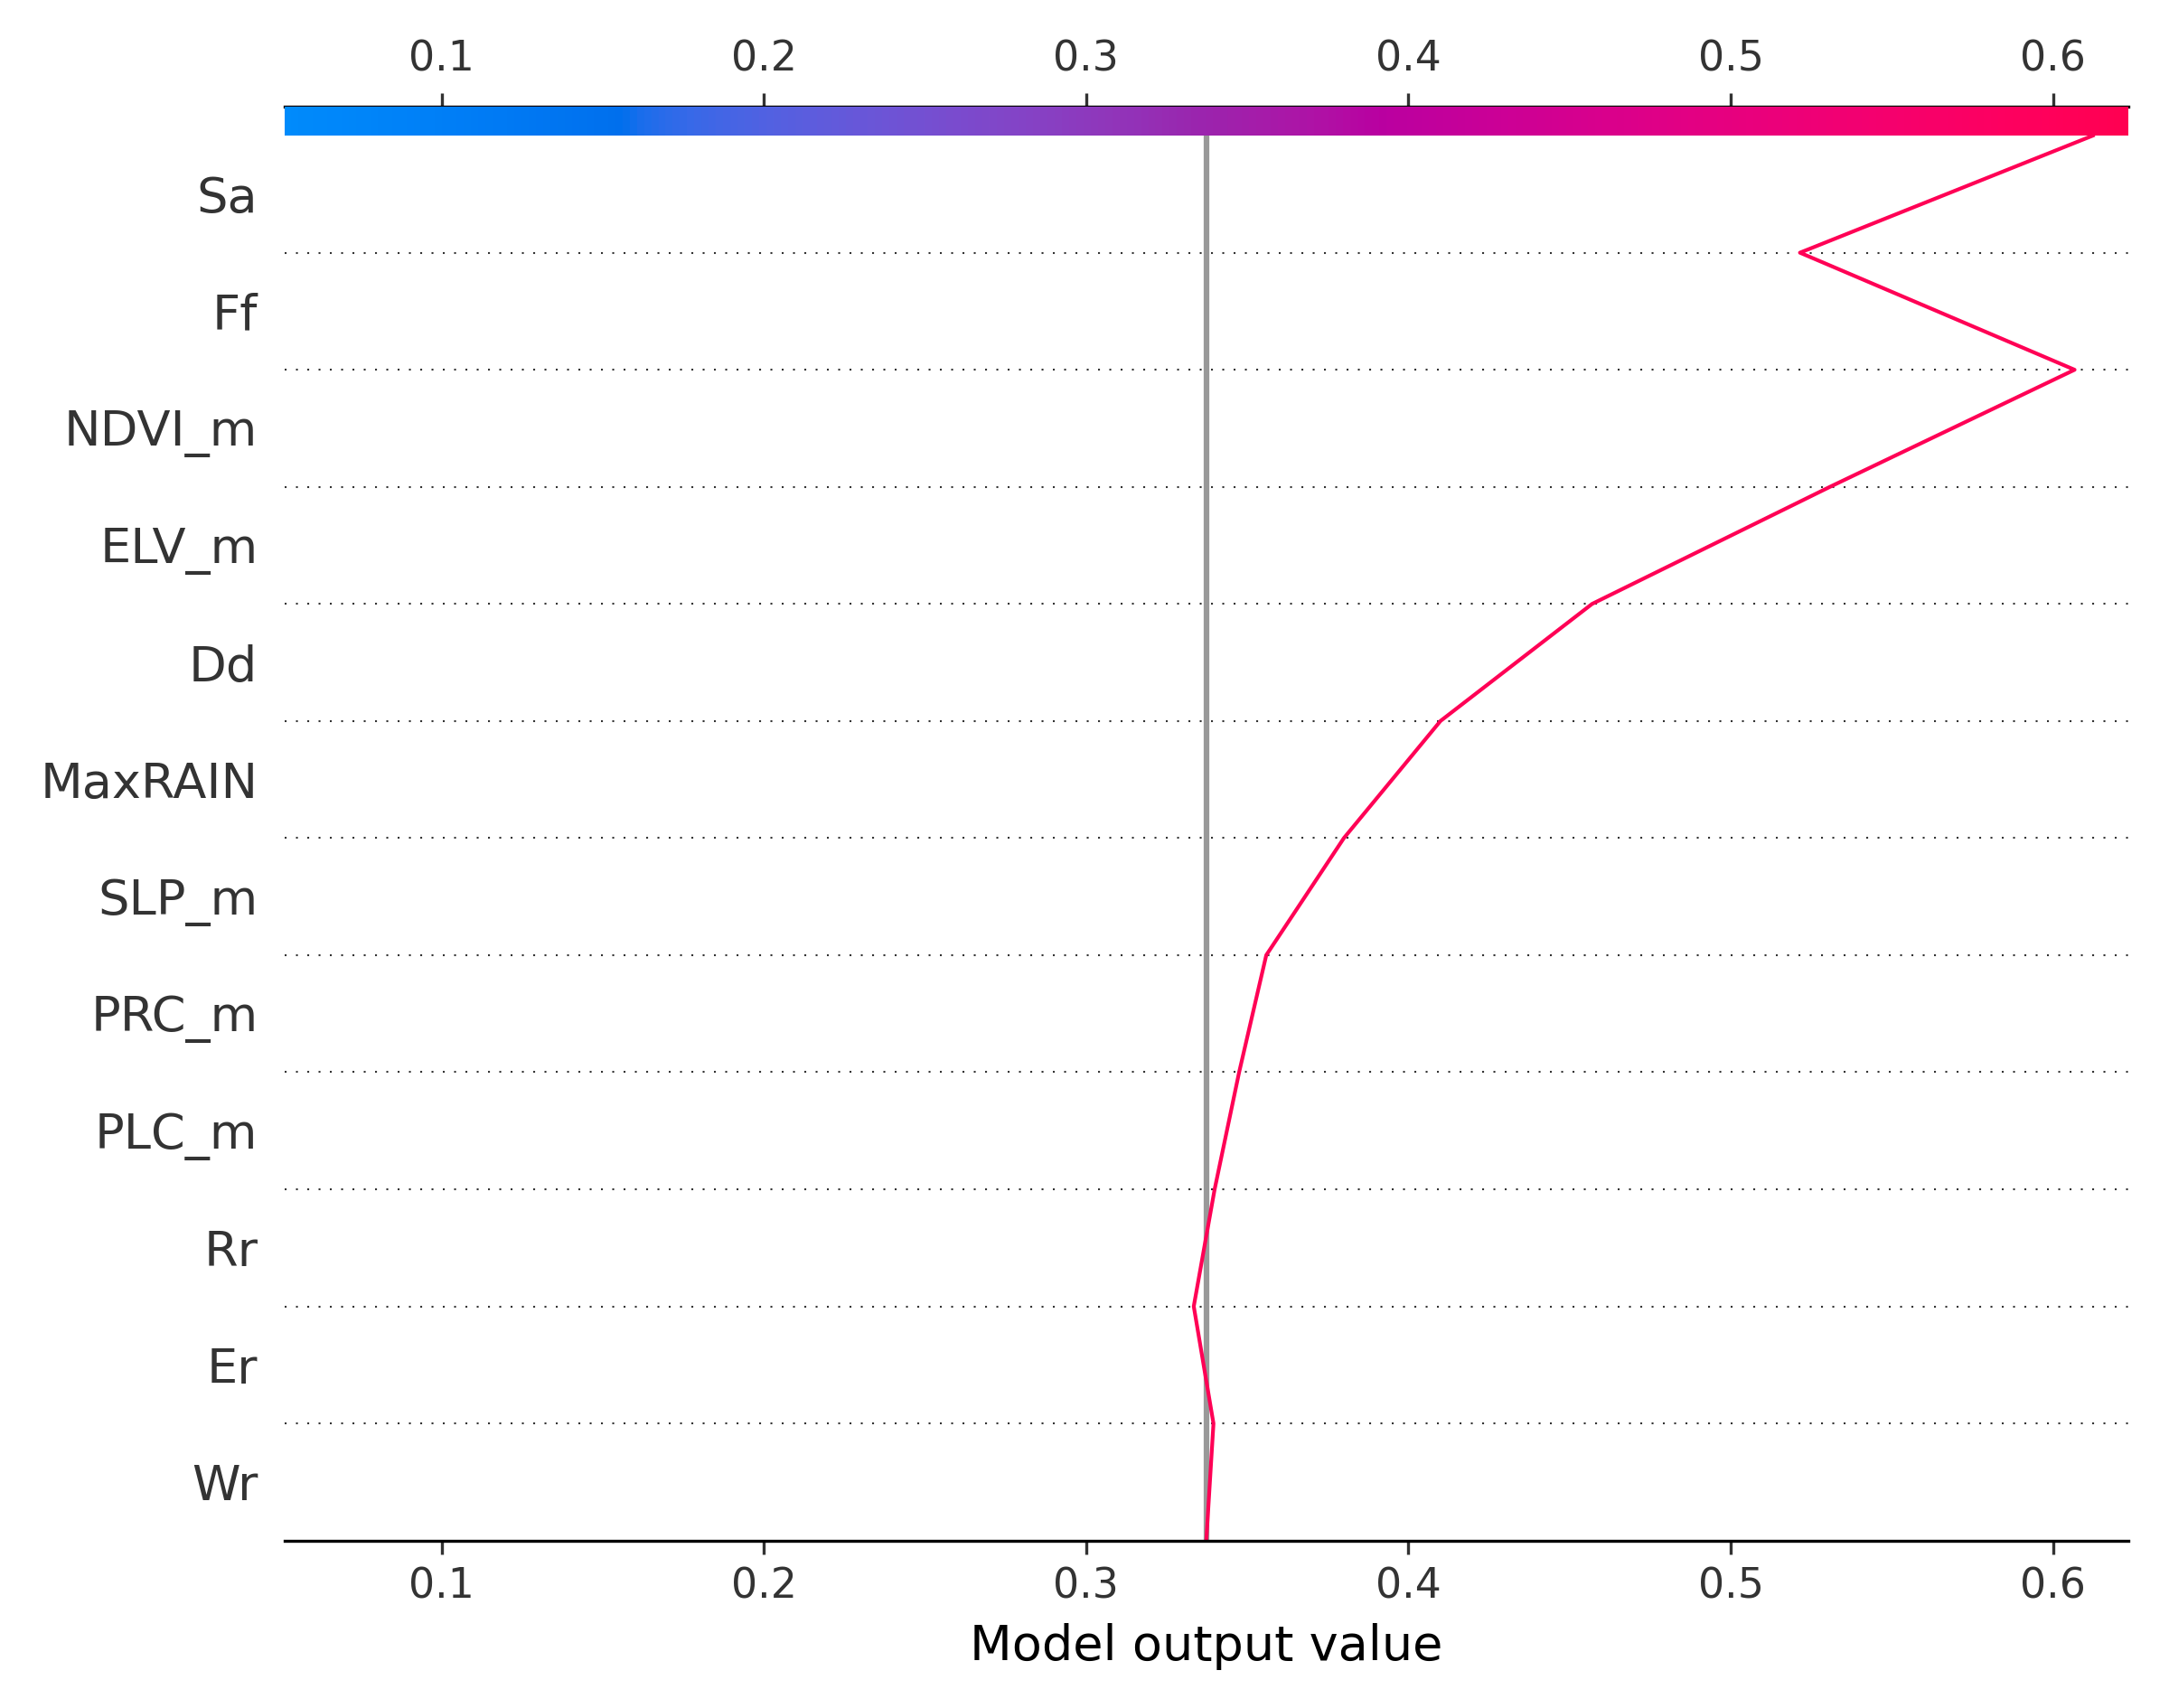 0.1 0.2 0.3 0.4 0.5 0.6
Sa
Ff
NDVI_m
ELV_m
Dd
MaxRAIN
SLP_m
PRC_m
PLC_m
Rr
Er
Wr
0.1 0.2 0.3 0.4 0.5 0.6
Model output value